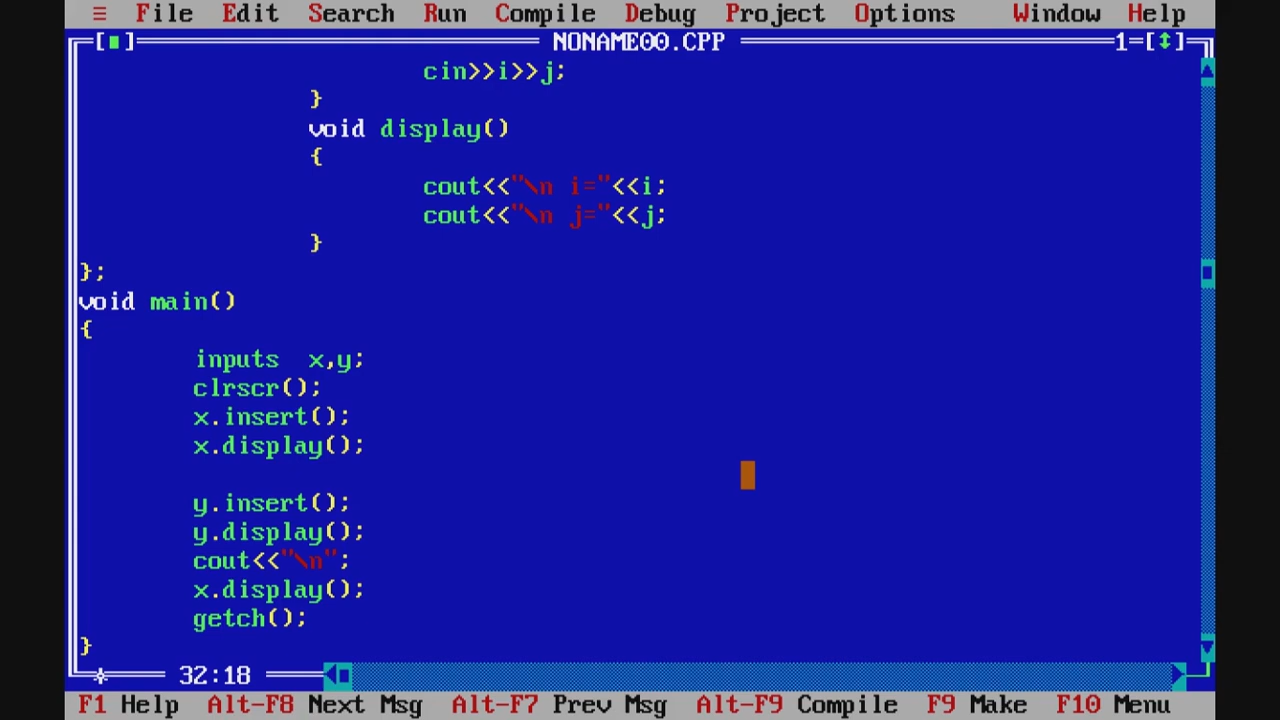 ≡ File Edit Search Run Compile Debug Project Options Window Help
[■] NONAME00.CPP 1=[↕]
cin>>i>>j;
}
void display()
{
cout<<"\n i="<<i;
cout<<"\n j="<<j;
}
};
void main()
{
inputs  x,y;
clrscr();
x.insert();
x.display();
y.insert();
y.display();
cout<<"\n";
x.display();
getch();
}
32:18
F1 Help Alt-F8 Next Msg Alt-F7 Prev Msg Alt-F9 Compile F9 Make F10 Menu